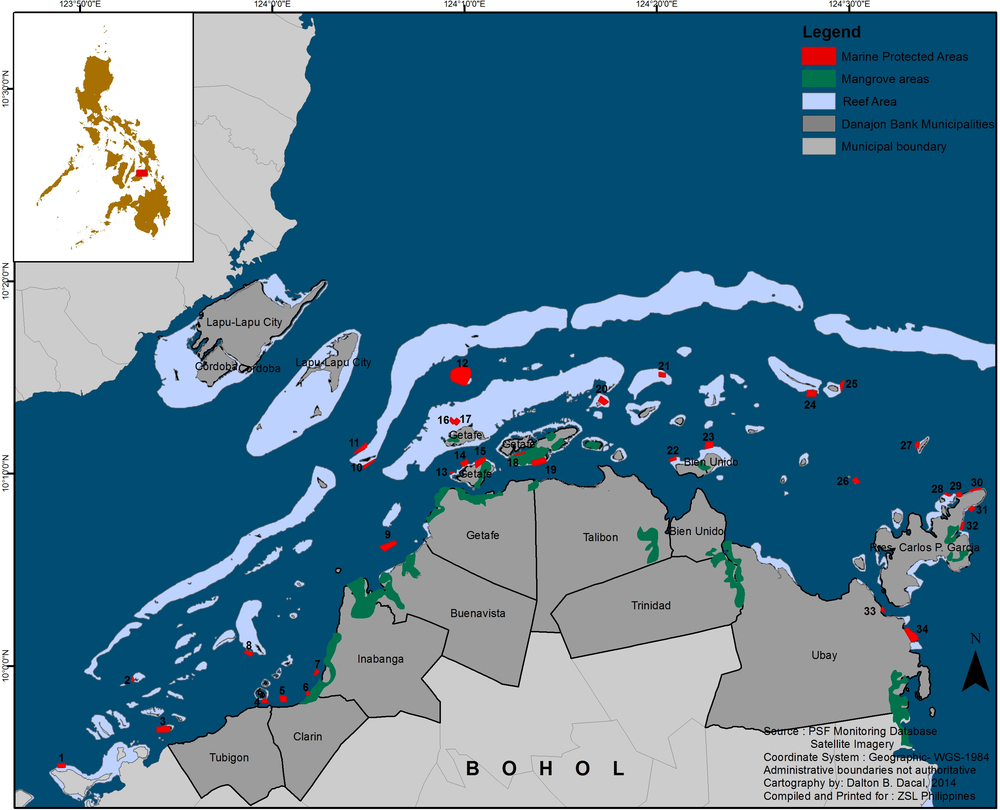 123°50'0"E
124°0'0"E
124°10'0"E
124°20'0"E
124°30'0"E
10°30'0"N
10°20'0"N
10°10'0"N
10°0'0"N
Legend
Marine Protected Areas
Mangrove areas
Reef Area
Danajon Bank Municipalities
Municipal boundary
Lapu-Lapu City
Cordoba
Cordoba
Lapu-Lapu City
12
21
25
24
20
16
17
Getafe
Getafe
11
10
13
14
15
Getafe
18
19
22
23
Bien Undo
27
26
28
29
30
31
32
Pres. Carlos P. Garcia
9
Getafe
Talibon
Bien Unido
Buenavista
Trinidad
33
34
N
8
7
Inabanga
Ubay
2
6
5
4
3
1
Tubigon
Clarin
BOHOL
Source : PSF Monitoring Database
Satellite Imagery
Coordinate System : Geographic- WGS-1984
Administrative boundaries not authoritative
Cartography by: Dalton B. Dacal, 2014
Compiled and Printed for : ZSL Philippines